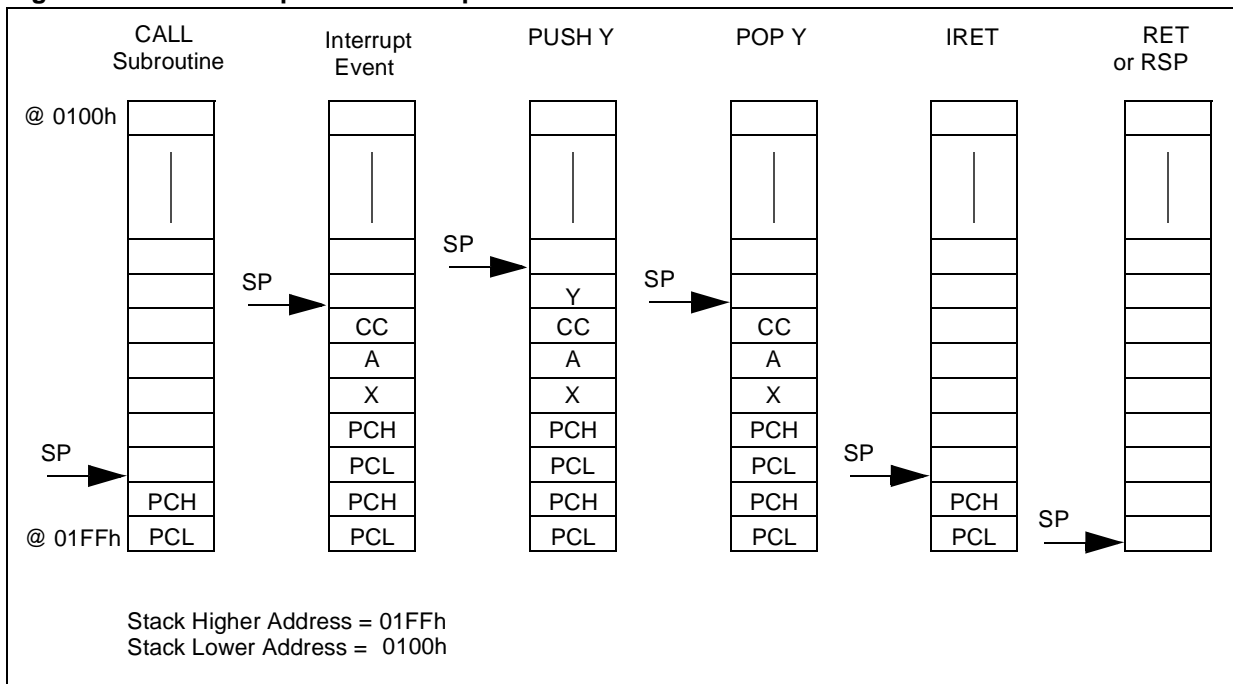 CALL
Subroutine
Interrupt
Event
PUSH Y
POP Y
IRET
RET
or RSP
@ 0100h
SP
SP
SP
Y
CC
CC
CC
A
A
A
X
X
X
PCH
PCH
PCH
SP
SP
PCL
PCL
PCL
PCH
PCH
PCH
PCH
PCH
SP
@ 01FFh
PCL
PCL
PCL
PCL
PCL
Stack Higher Address = 01FFh
Stack Lower Address = 0100h